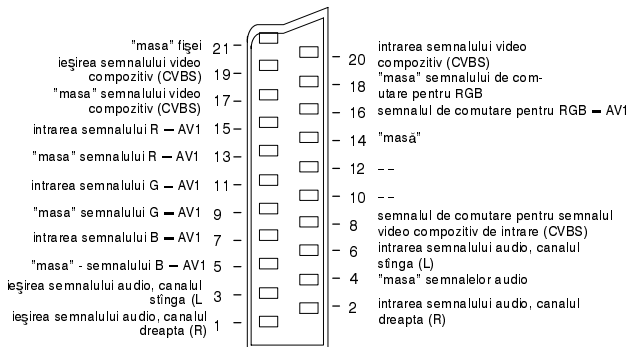 "masa" fişei 21
ieşirea semnalului video
compozitiv (CVBS) 19
"masa" semnalului video
compozitiv (CVBS) 17
intrarea semnalului R – AV1 15
"masa" semnalului R – AV1 13
intrarea semnalului G – AV1 11
"masa" semnalului G – AV1 9
intrarea semnalului B – AV1 7
"masa" - semnalului B – AV1 5
ieşirea semnalului audio, canalul
stînga (L 3
ieşirea semnalului audio, canalul
dreapta (R) 1
intrarea semnalului video
20 compozitiv (CVBS)
18 "masa" semnalului de com-
utare pentru RGB
16 semnalul de comutare pentru RGB – AV1
14 "masă"
12 – –
10 – –
8 semnalul de comutare pentru semnalul
video compozitiv de intrare (CVBS)
6 intrarea semnalului audio, canalul
stînga (L)
4 "masa" semnalelor audio
2 intrarea semnalului audio, canalul
dreapta (R)